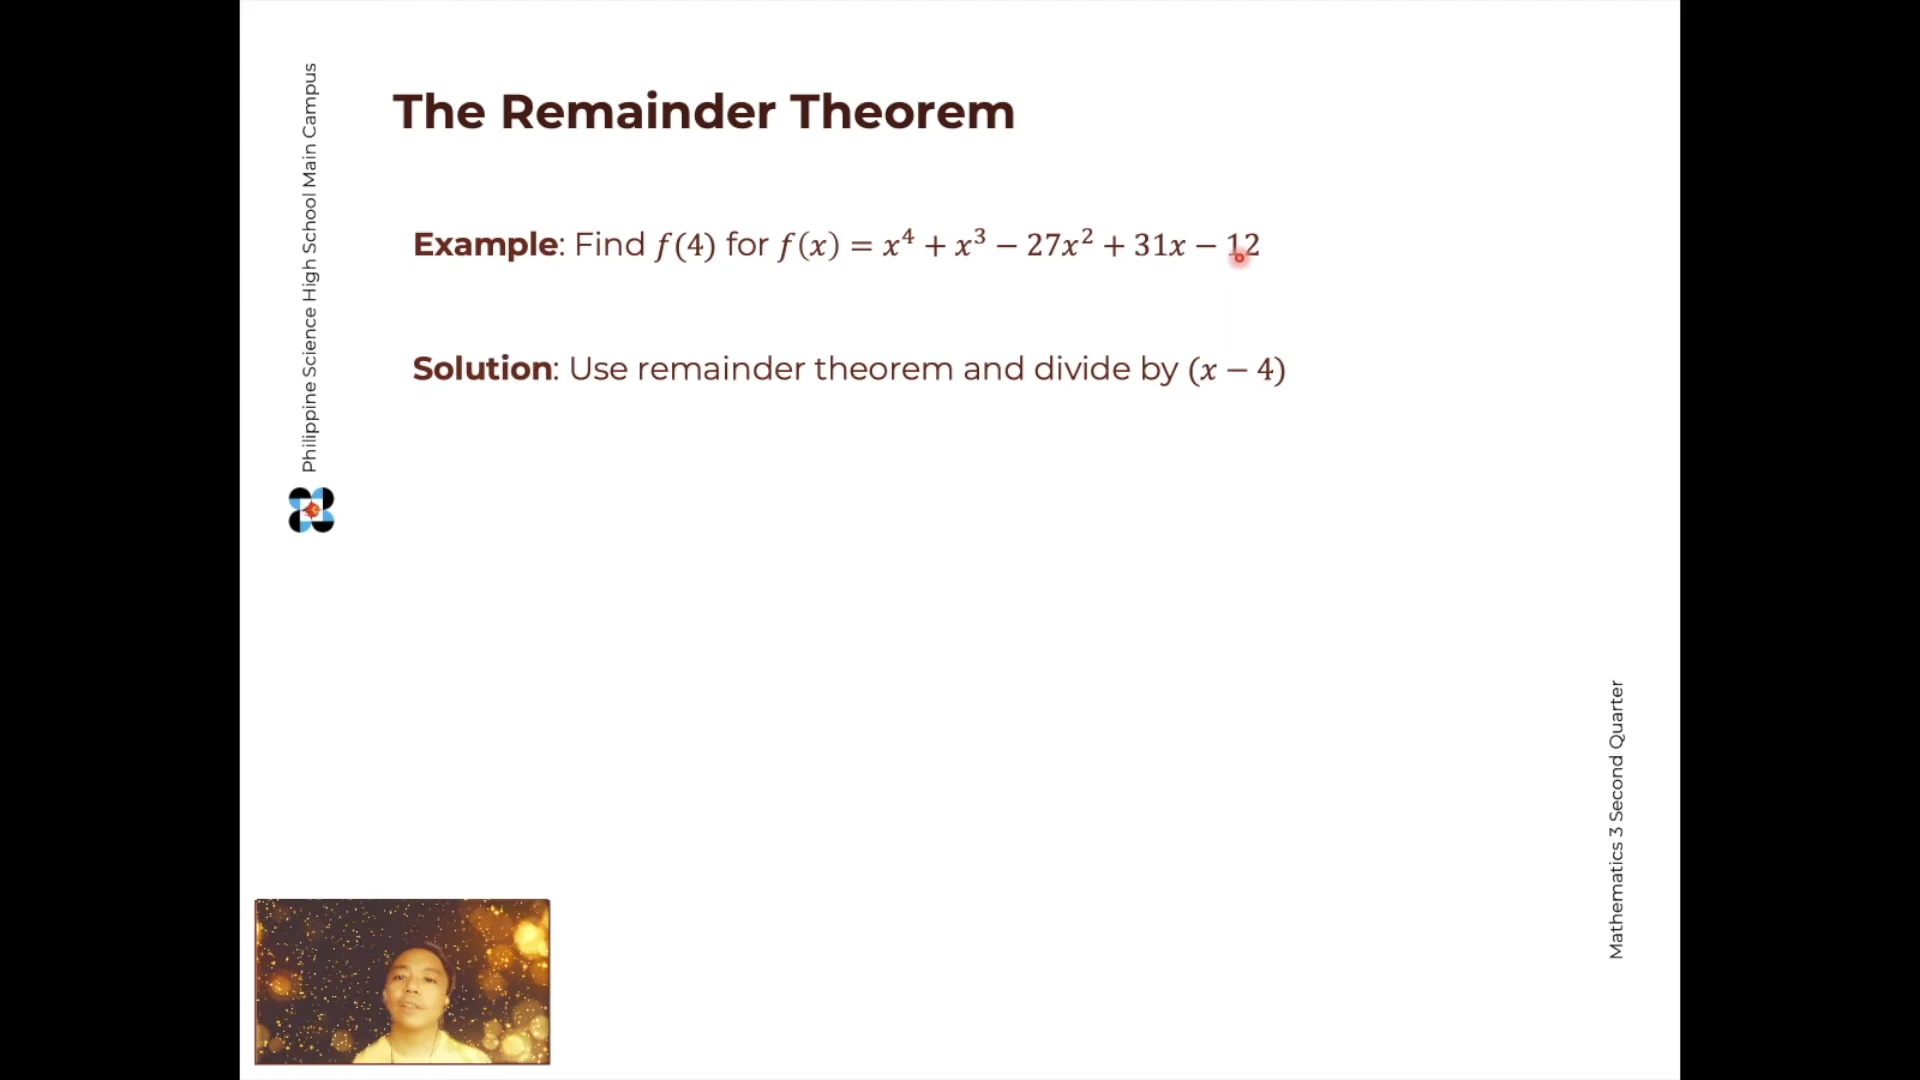 The Remainder Theorem
Example: Find f(4) for f(x) = x⁴ + x³ − 27x² + 31x − 12
Solution: Use remainder theorem and divide by (x − 4)
Philippine Science High School Main Campus
Mathematics 3 Second Quarter